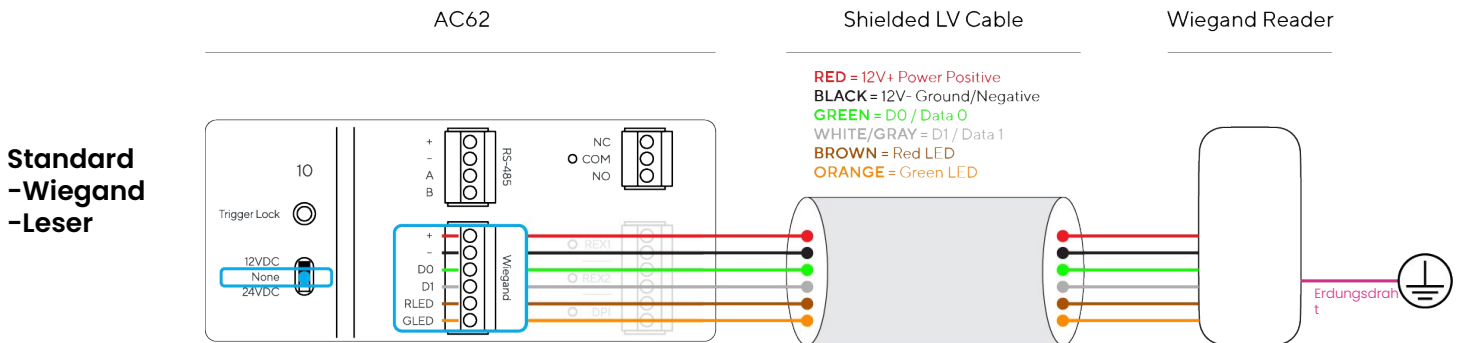 AC62
Shielded LV Cable
Wiegand Reader
RED = 12V+ Power Positive
BLACK = 12V- Ground/Negative
GREEN = D0 / Data 0
WHITE/GRAY = D1 / Data 1
BROWN = Red LED
ORANGE = Green LED
Standard
-Wiegand
-Leser
10
Trigger Lock
12VDC
None
24VDC
+
-
A
B
RS-485
NC
COM
NO
+
-
D0
D1
RLED
GLED
Wiegand
REX1
REX2
DPI
Erdungsdrah
t